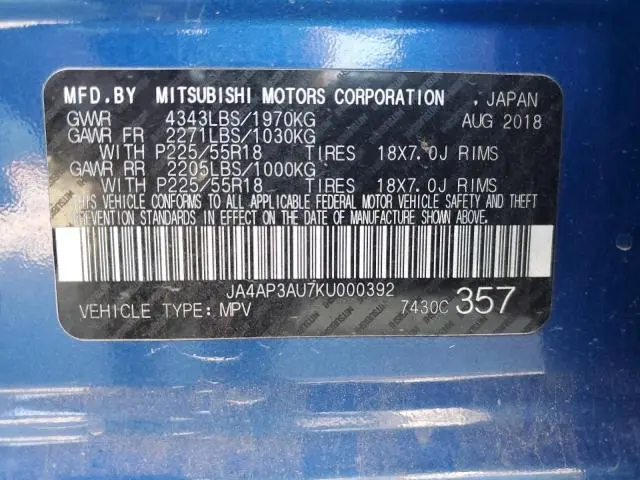 MFD.BY MITSUBISHI MOTORS CORPORATION , JAPAN
GVWR 4343LBS/1970KG AUG 2018
GAWR FR 2271LBS/1030KG
WITH P225/55R18 TIRES 18X7.0J RIMS
GAWR RR 2205LBS/1000KG
WITH P225/55R18 TIRES 18X7.0J RIMS
THIS VEHICLE CONFORMS TO ALL APPLICABLE FEDERAL MOTOR VEHICLE SAFETY AND THEFT
PREVENTION STANDARDS IN EFFECT ON THE DATE OF MANUFACTURE SHOWN ABOVE.
JA4AP3AU7KU000392
VEHICLE TYPE: MPV 7430C 357